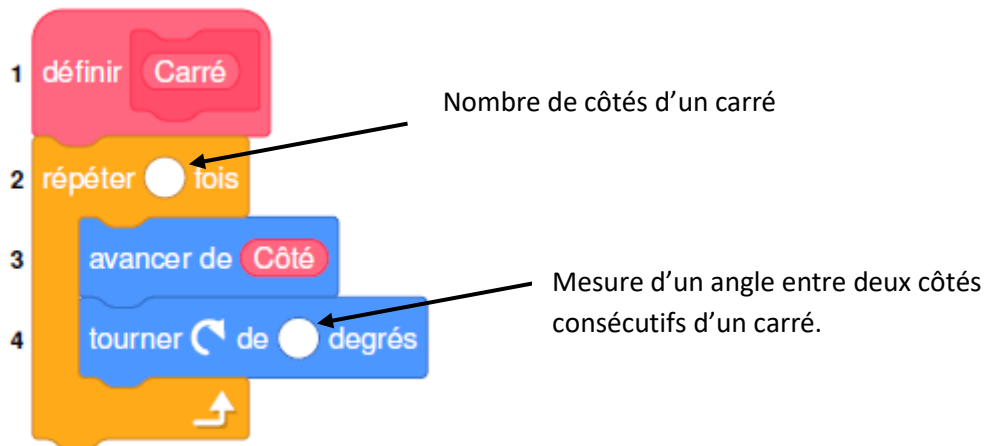 1 définir Carré
Nombre de côtés d’un carré
2 répéter fois
3 avancer de Côté
Mesure d’un angle entre deux côtés
consécutifs d’un carré.
4 tourner de degrés